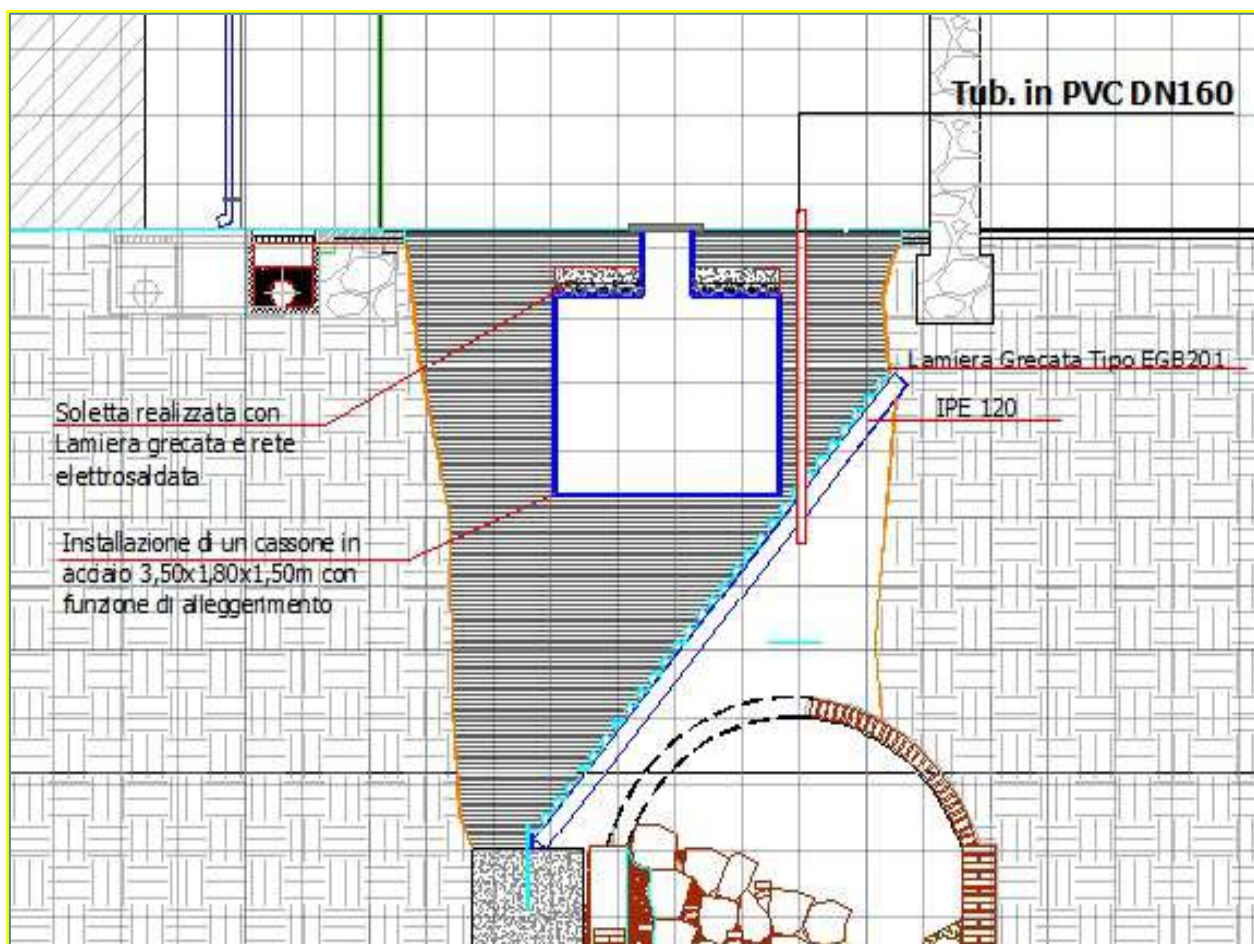 Tub. in PVC DN160
Lamiera Grecata Tipo EGB201
IPE 120
Soletta realizzata con
Lamiera grecata e rete
elettrosaldata
Installazione di un cassone in
acciaio 3,50x1,80x1,50m con
funzione di alleggerimento